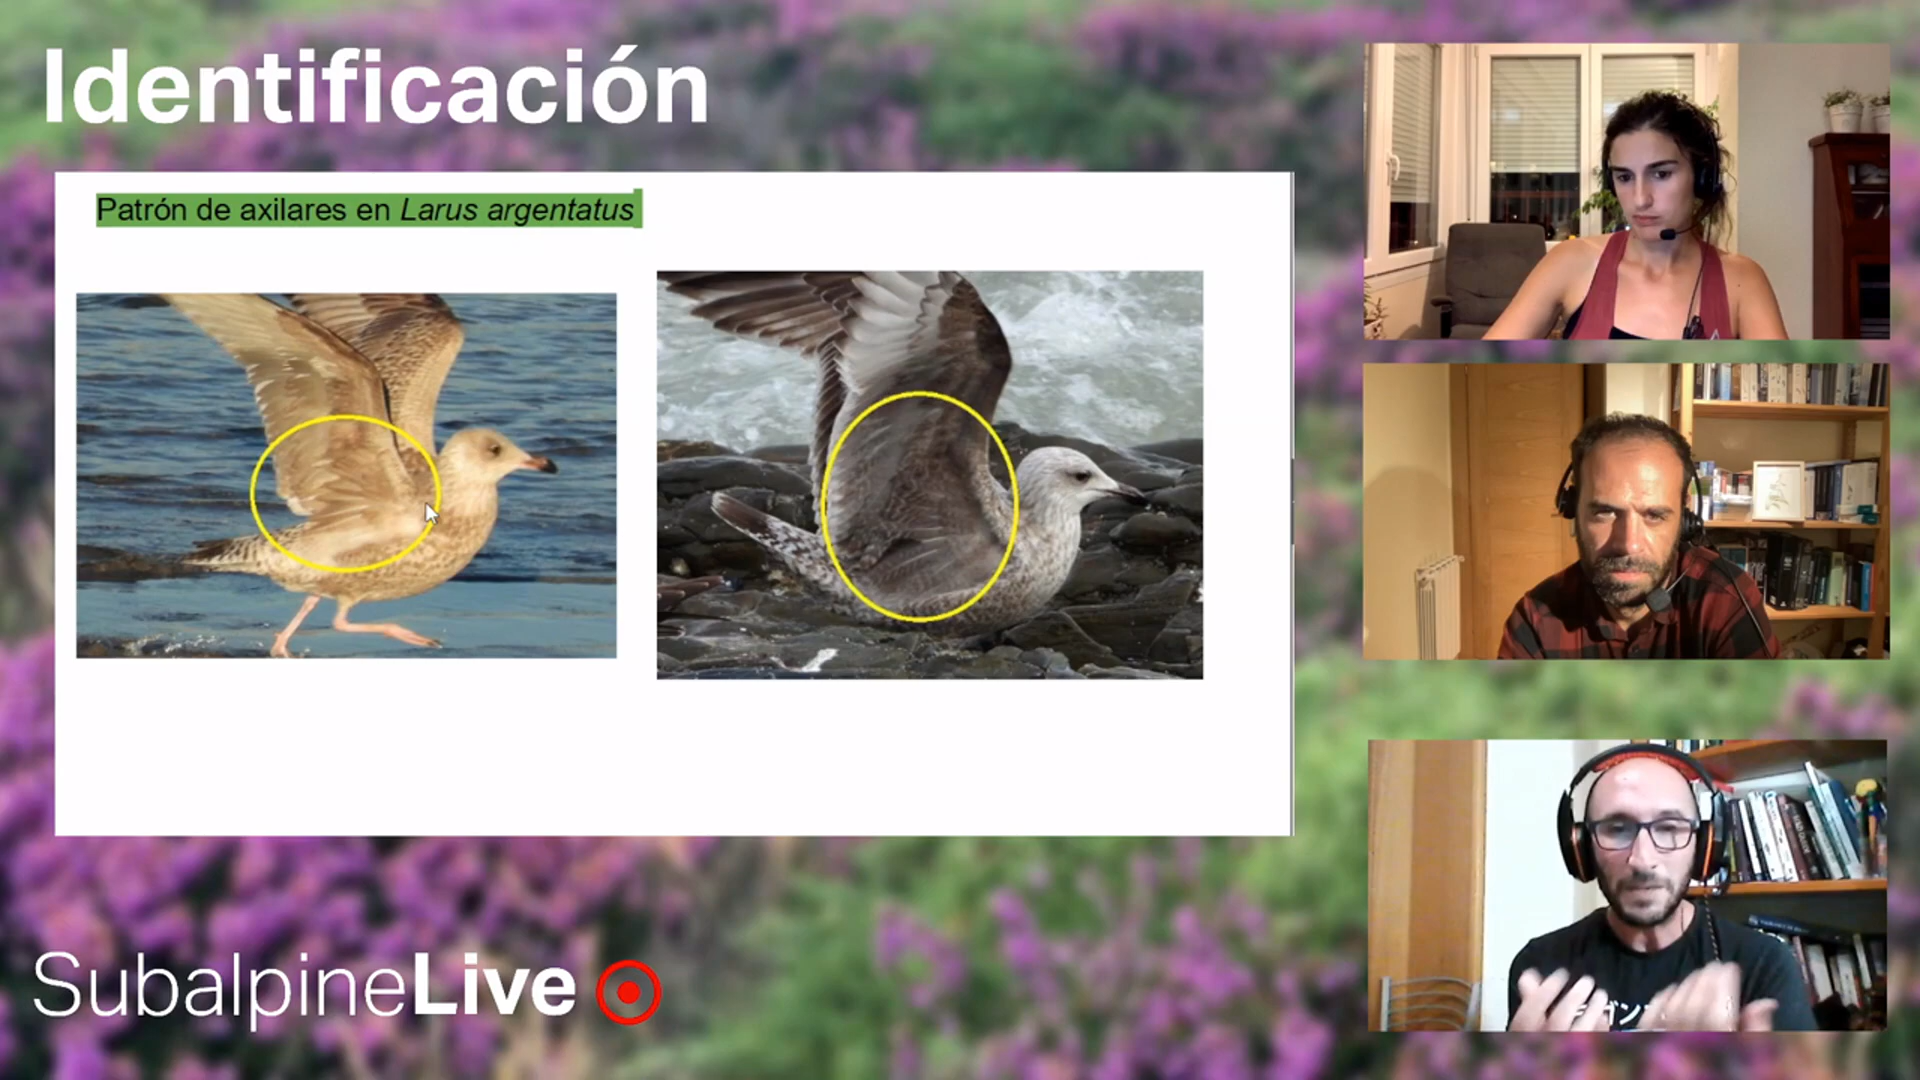 Identificación
Patrón de axilares en Larus argentatus
SubalpineLive